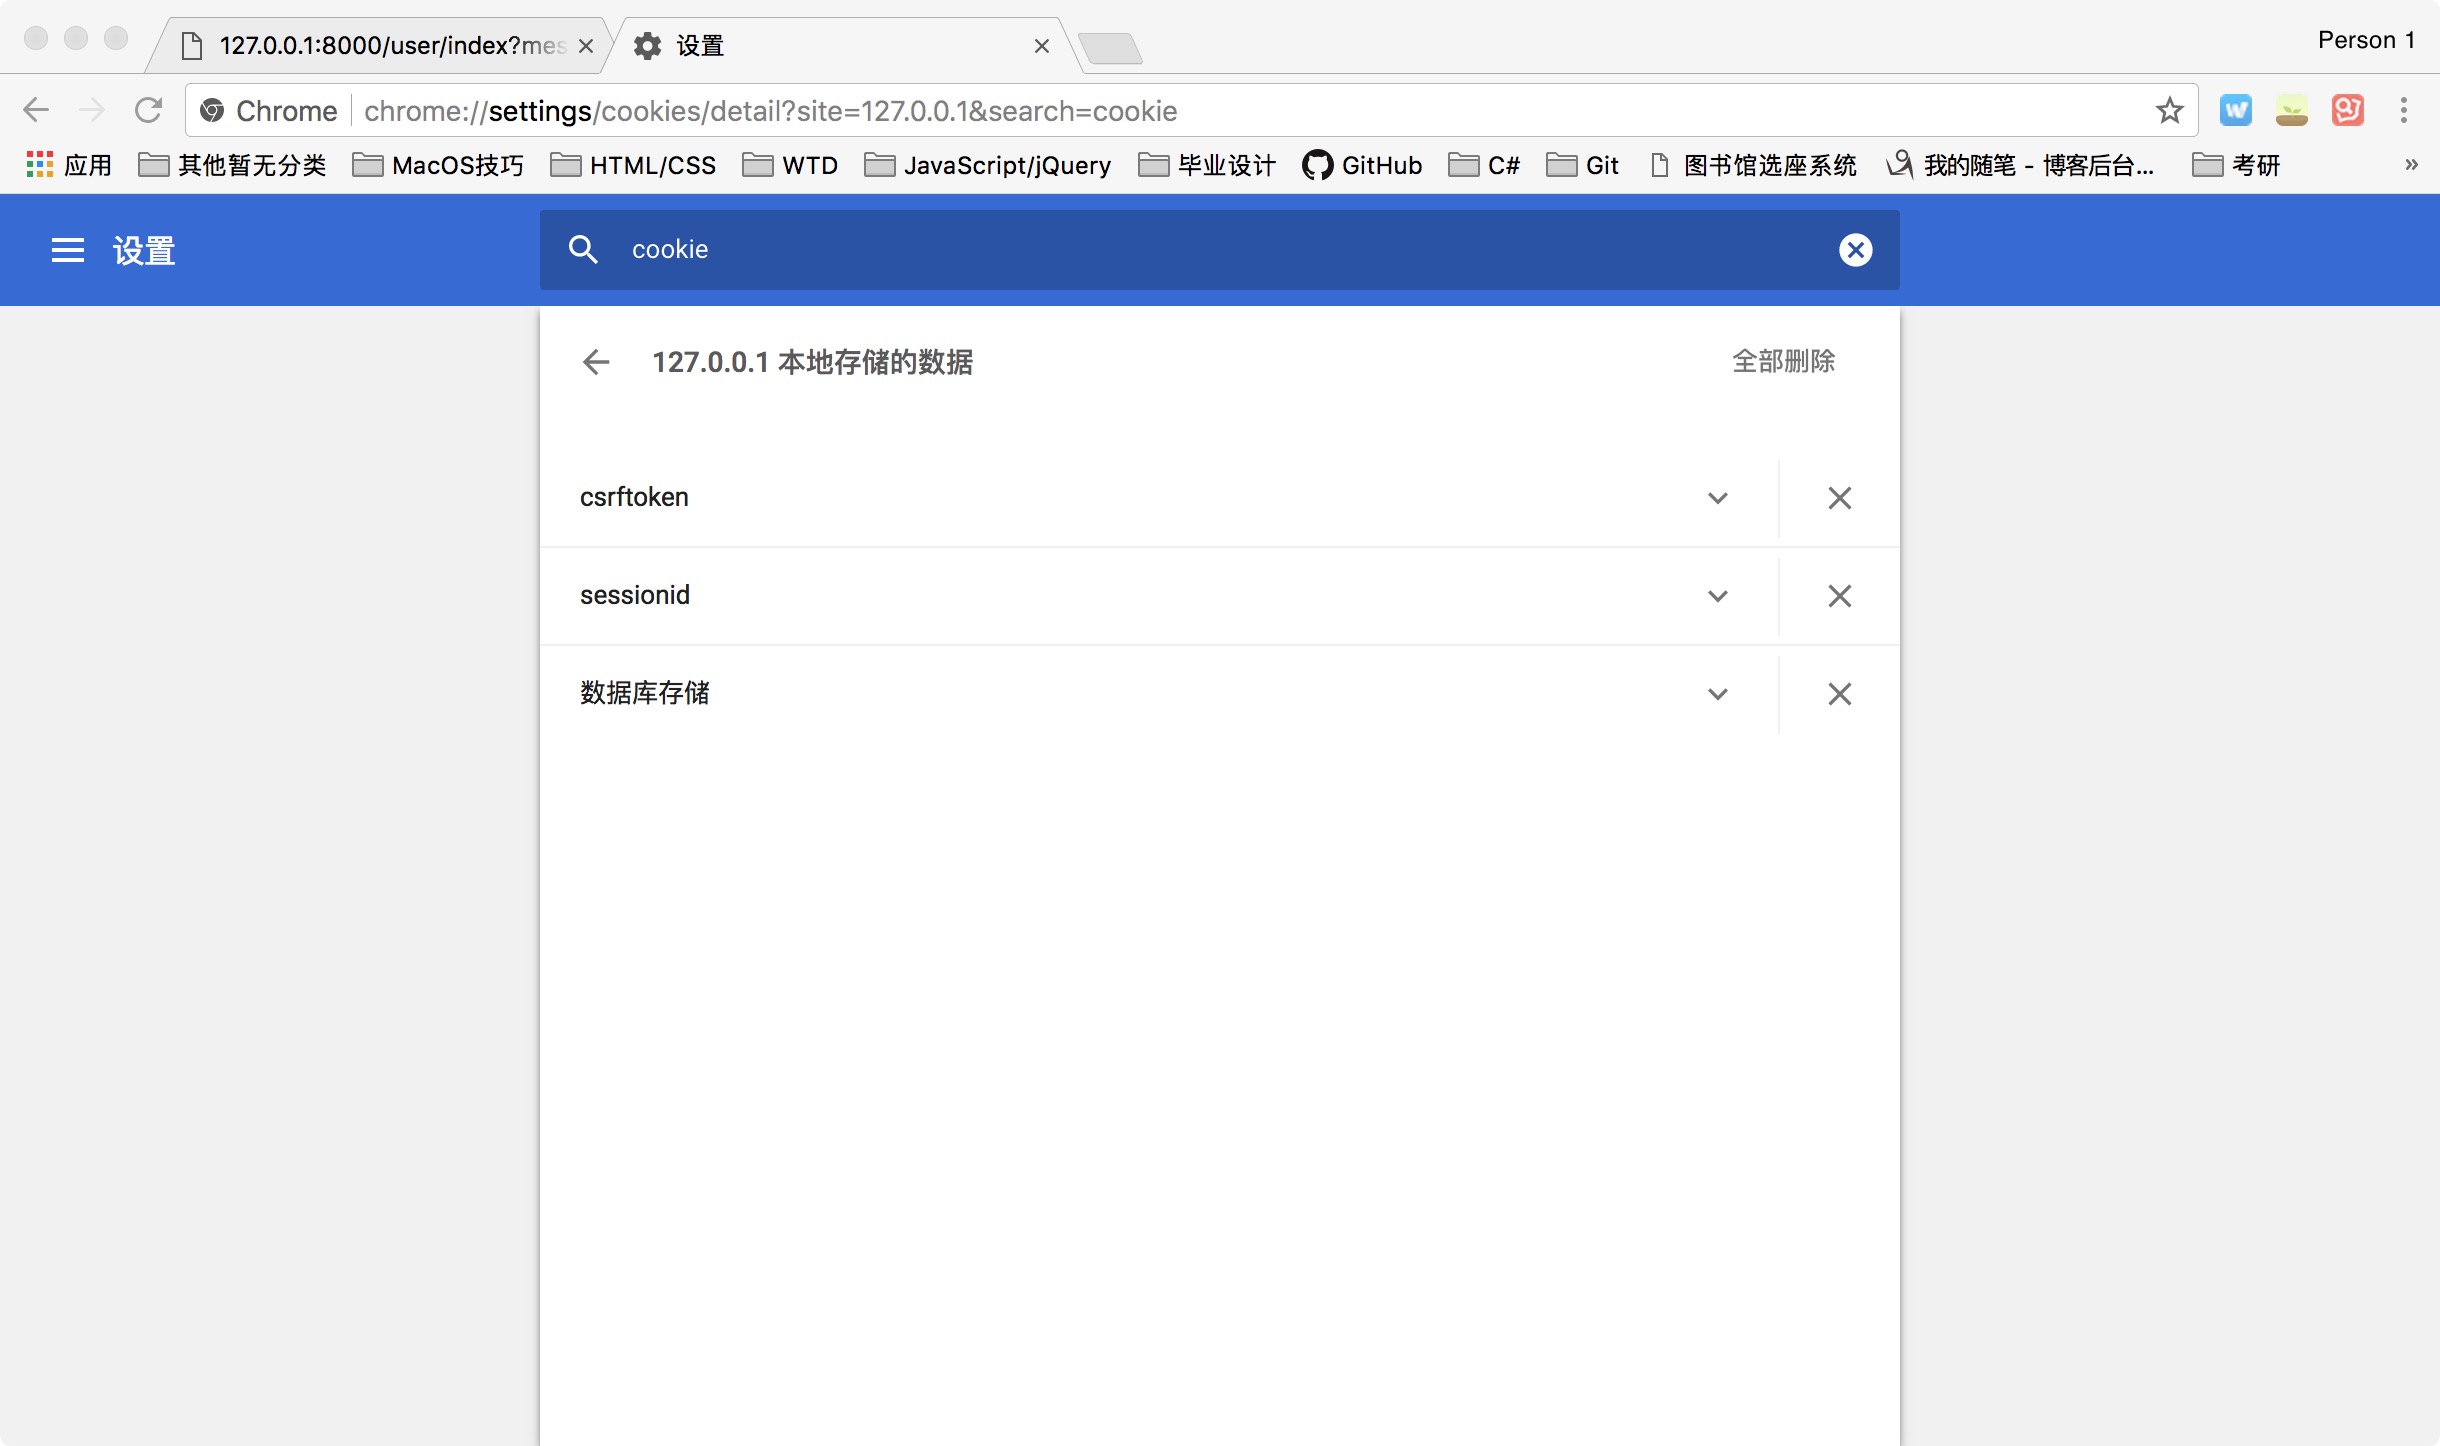 127.0.0.1:8000/user/index?mes
设置
Person 1
Chrome
chrome://settings/cookies/detail?site=127.0.0.1&search=cookie
应用 其他暂无分类 MacOS技巧 HTML/CSS WTD JavaScript/jQuery 毕业设计 GitHub C# Git 图书馆选座系统 我的随笔 - 博客后台... 考研 »
设置
cookie
127.0.0.1 本地存储的数据
全部删除
csrftoken
sessionid
数据库存储